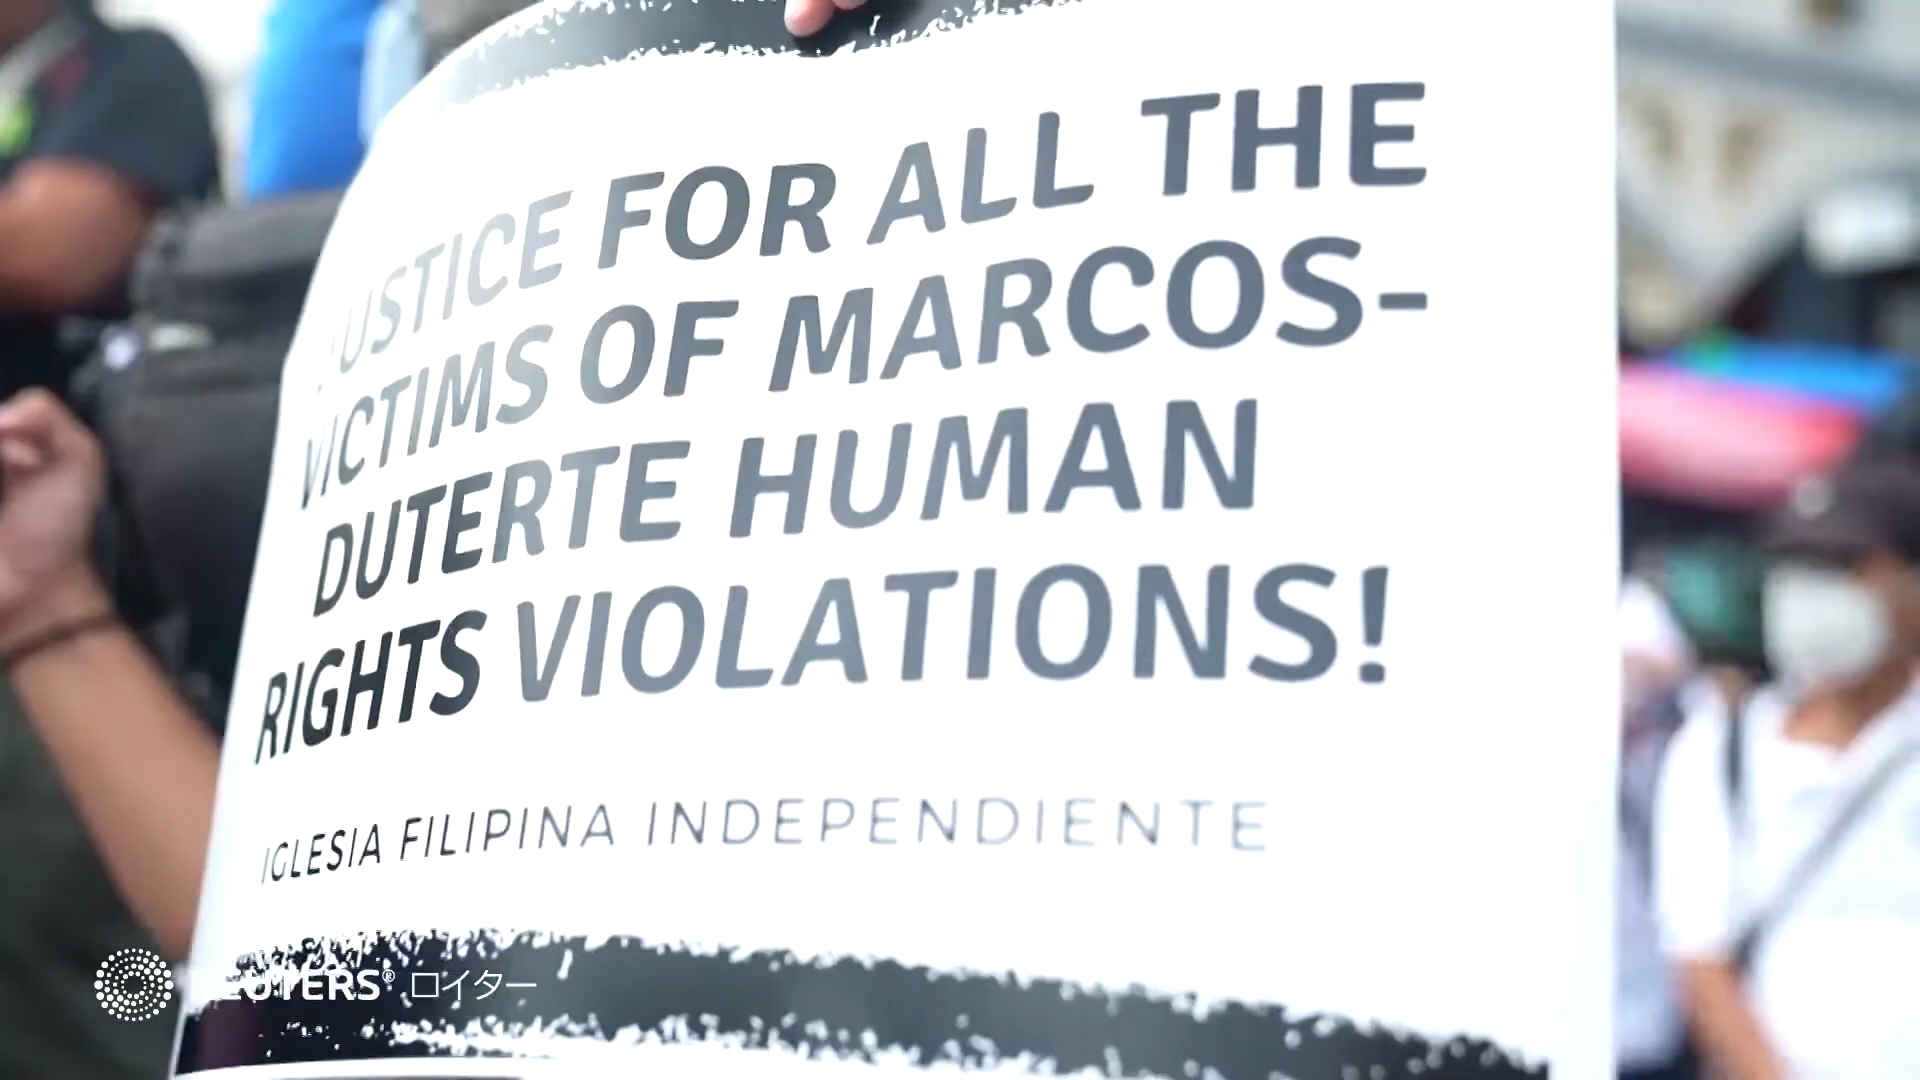 JUSTICE FOR ALL THE
VICTIMS OF MARCOS-
DUTERTE HUMAN
RIGHTS VIOLATIONS!
IGLESIA FILIPINA INDEPENDIENTE
REUTERS® ロイター